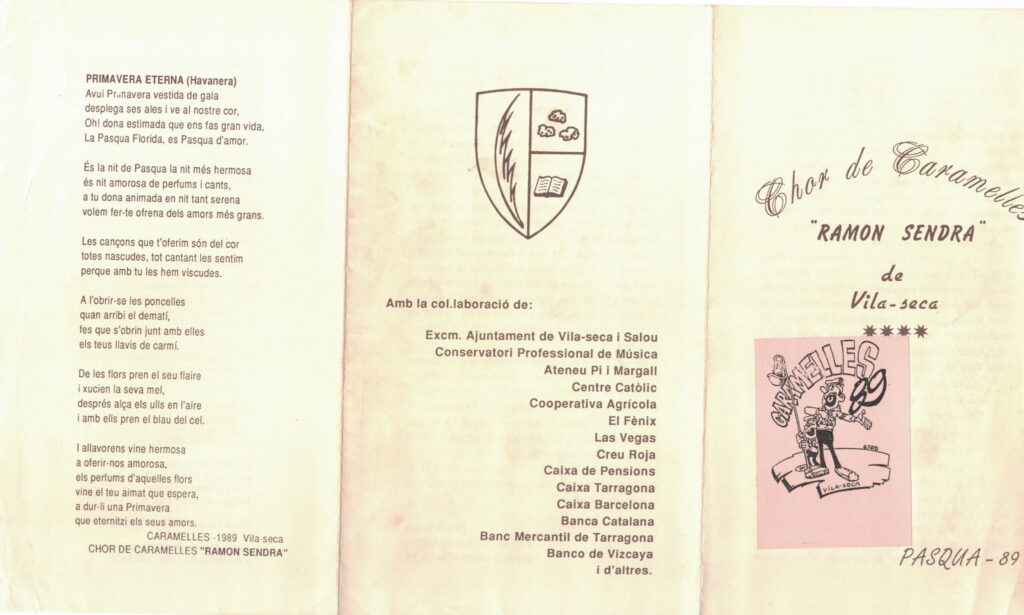 PRIMAVERA ETERNA (Havanera)
Avui Primavera vestida de gala
desplega ses ales i ve al nostre cor,
Oh! dona estimada que ens fas gran vida,
La Pasqua Florida, es Pasqua d'amor.
És la nit de Pasqua la nit més hermosa
és nit amorosa de perfums i cants,
a tu dona animada en nit tant serena
volem fer-te ofrena dels amors més grans.
Les cançons que t'oferim són del cor
totes nascudes, tot cantant les sentim
perque amb tu les hem viscudes.
A l'obrir-se les poncelles
quan arribi el dematí,
fes que s'obrin junt amb elles
els teus llavis de carmí.
De les flors pren el seu flaire
i xucien la seva mel,
després alça els ulls en l'aire
i amb ells pren el blau del cel.
I allavorens vine hermosa
a oferir-nos amorosa,
els perfums d'aquelles flors
vine el teu aimat que espera,
a dur-li una Primavera
que eternitzi els seus amors.
CARAMELLES -1989 Vila-seca
CHOR DE CARAMELLES "RAMON SENDRA"
Amb la col.laboració de:
Excm. Ajuntament de Vila-seca i Salou
Conservatori Professional de Música
Ateneu Pi i Margall
Centre Catòlic
Cooperativa Agrícola
El Fènix
Las Vegas
Creu Roja
Caixa de Pensions
Caixa Tarragona
Caixa Barcelona
Banca Catalana
Banc Mercantil de Tarragona
Banco de Vizcaya
i d'altres.
Chor de Caramelles
"RAMON SENDRA"
de
Vila-seca
CARAMELLES
89
VILA-SECA
PASQUA - 89